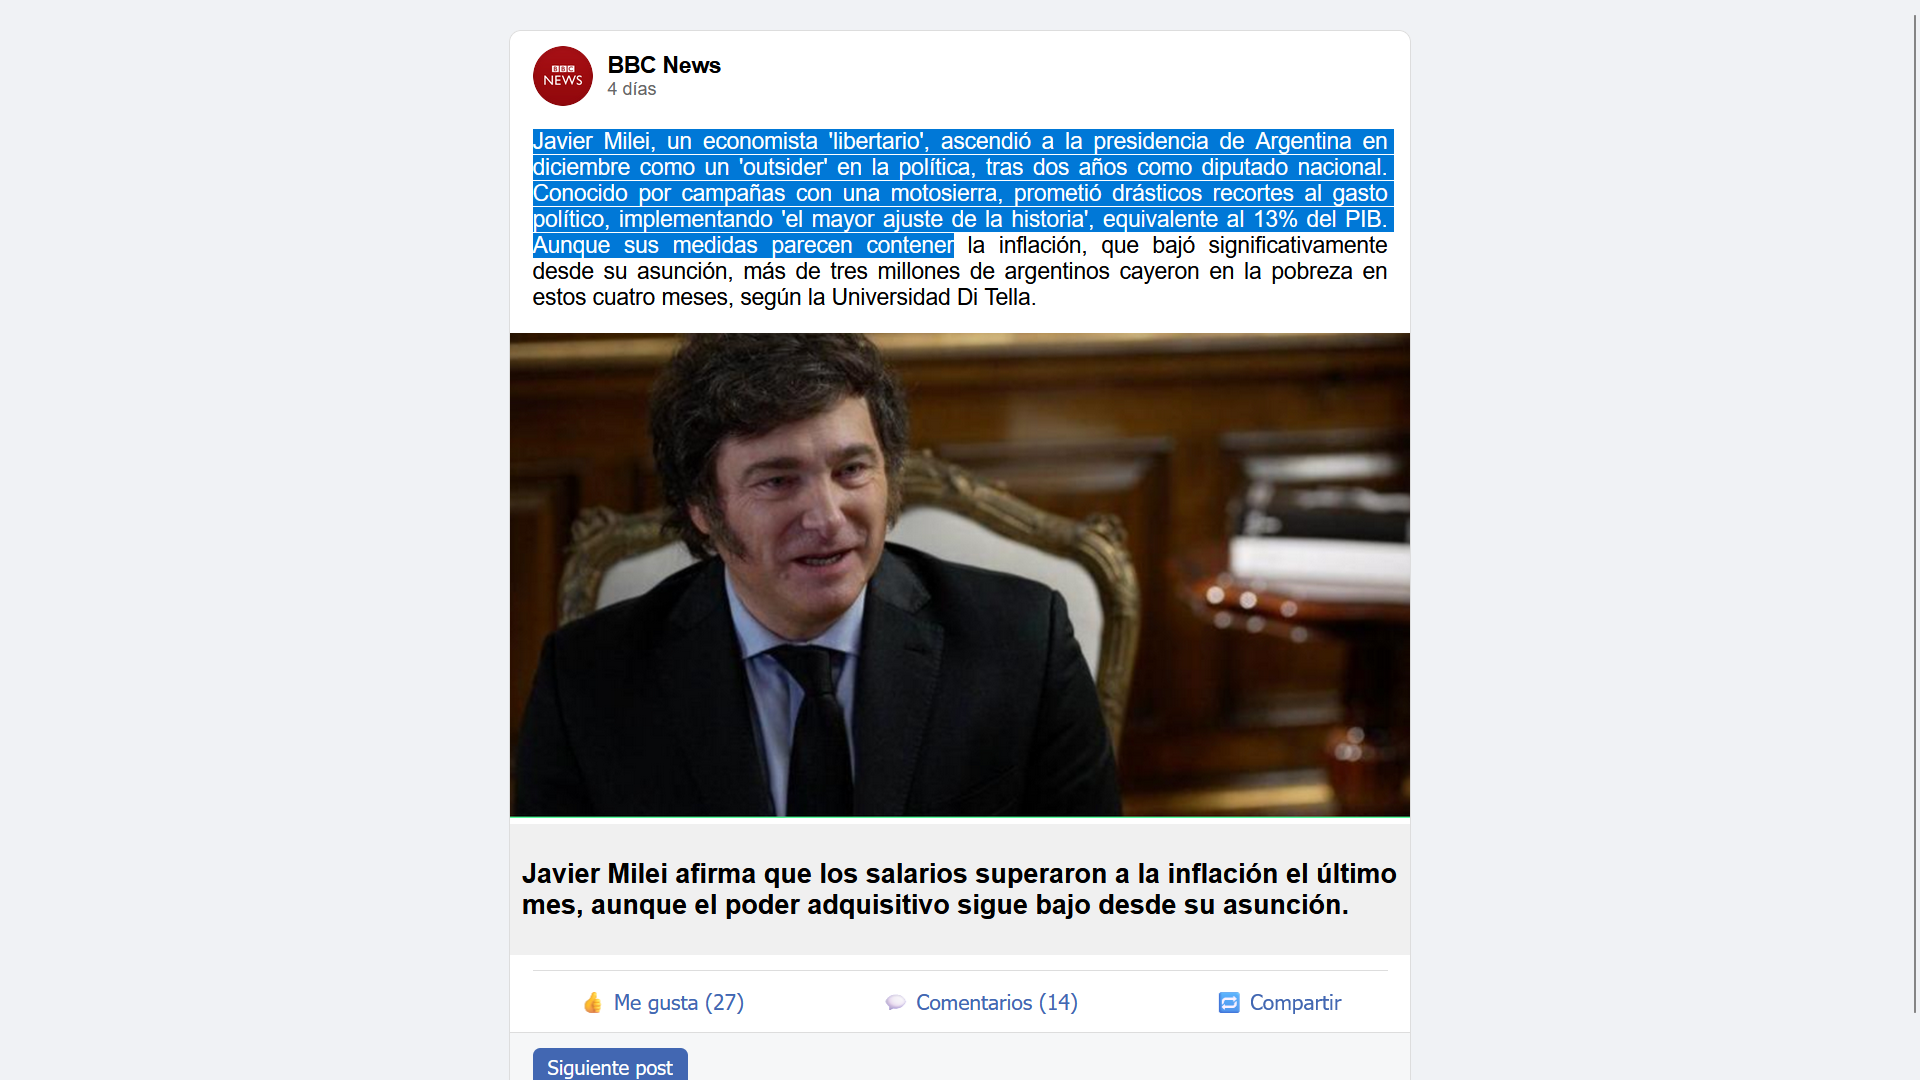 BBC
NEWS
BBC News
4 días
Javier Milei, un economista 'libertario', ascendió a la presidencia de Argentina en
diciembre como un 'outsider' en la política, tras dos años como diputado nacional.
Conocido por campañas con una motosierra, prometió drásticos recortes al gasto
político, implementando 'el mayor ajuste de la historia', equivalente al 13% del PIB.
Aunque sus medidas parecen contener la inflación, que bajó significativamente
desde su asunción, más de tres millones de argentinos cayeron en la pobreza en
estos cuatro meses, según la Universidad Di Tella.
Javier Milei afirma que los salarios superaron a la inflación el último
mes, aunque el poder adquisitivo sigue bajo desde su asunción.
Me gusta (27)
Comentarios (14)
Compartir
Siguiente post